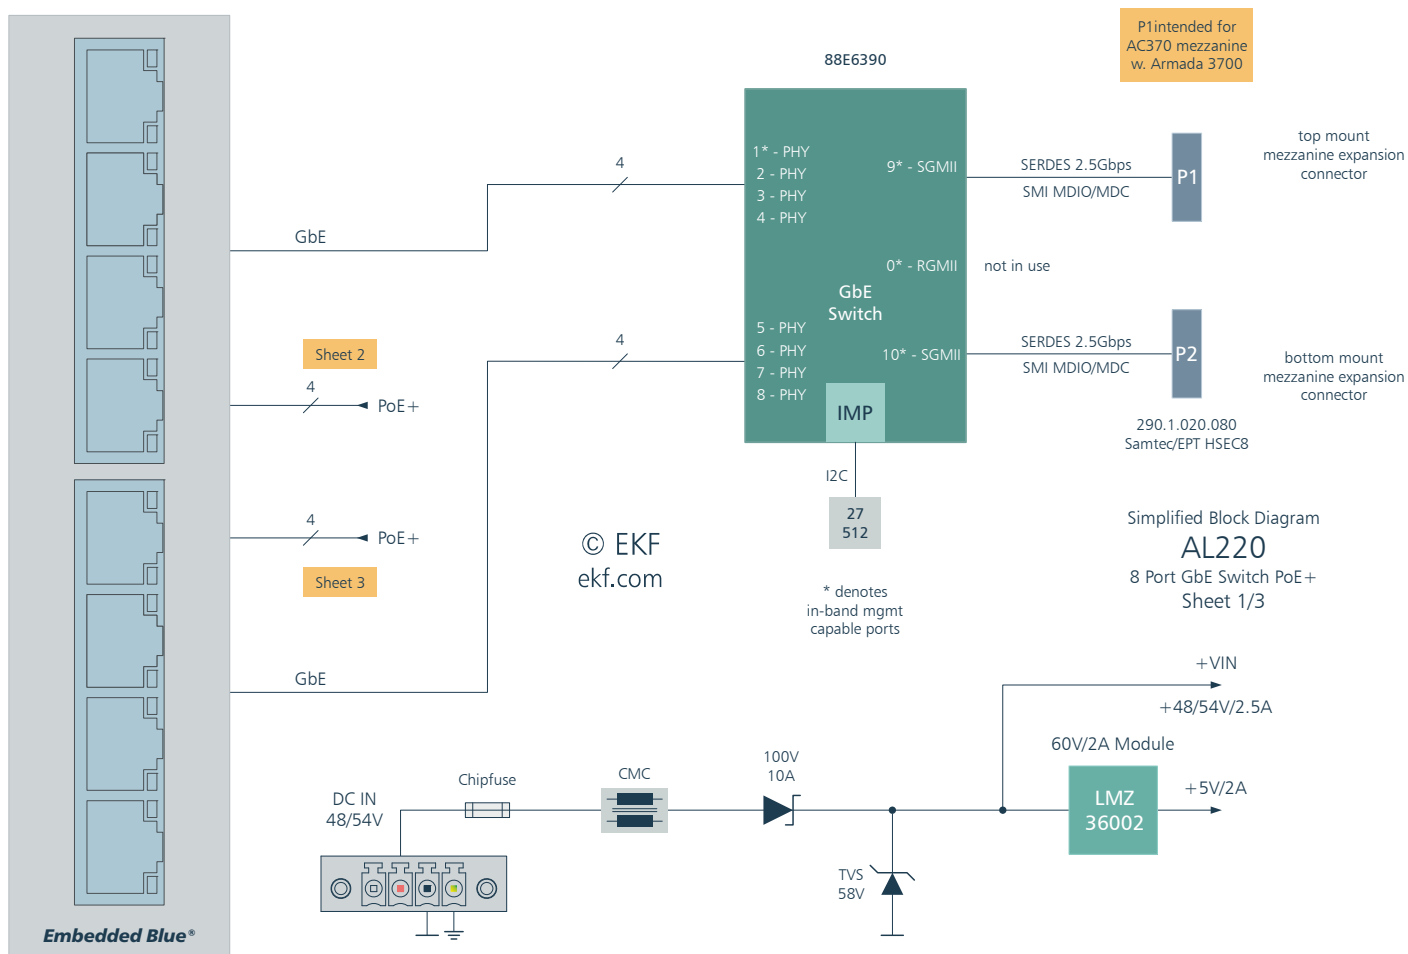 P1intended for
AC370 mezzanine
w. Armada 3700
88E6390
top mount
mezzanine expansion
connector
1* - PHY
2 - PHY
3 - PHY
4 - PHY
9* - SGMII
SERDES 2.5Gbps
SMI MDIO/MDC
P1
4
GbE
0* - RGMII
not in use
GbE
Switch
5 - PHY
6 - PHY
7 - PHY
8 - PHY
10* - SGMII
SERDES 2.5Gbps
SMI MDIO/MDC
P2
4
bottom mount
mezzanine expansion
connector
Sheet 2
4
PoE+
IMP
290.1.020.080
Samtec/EPT HSEC8
I2C
27
512
4
PoE+
Sheet 3
© EKF
ekf.com
Simplified Block Diagram
AL220
8 Port GbE Switch PoE+
Sheet 1/3
* denotes
in-band mgmt
capable ports
GbE
+VIN
+48/54V/2.5A
60V/2A Module
100V
10A
CMC
Chipfuse
DC IN
48/54V
LMZ
36002
+5V/2A
TVS
58V
Embedded Blue®